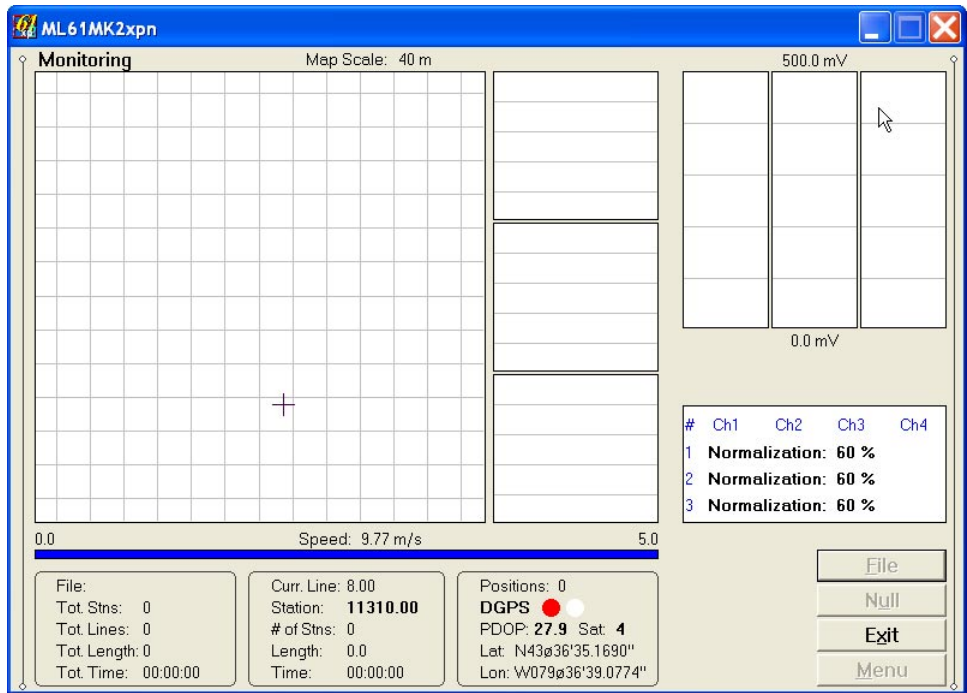 ML61MK2xpn
Monitoring
Map Scale: 40 m
500.0 mV
0.0 mV
# Ch1 Ch2 Ch3 Ch4
1 Normalization: 60 %
2 Normalization: 60 %
3 Normalization: 60 %
0.0 Speed: 9.77 m/s 5.0
File:
Tot. Stns: 0
Tot. Lines: 0
Tot. Length: 0
Tot. Time: 00:00:00
Curr. Line: 8.00
Station: 11310.00
# of Stns: 0
Length: 0.0
Time: 00:00:00
Positions: 0
DGPS
PDOP: 27.9 Sat: 4
Lat: N43ø36'35.1690"
Lon: W079ø36'39.0774"
File
Null
Exit
Menu